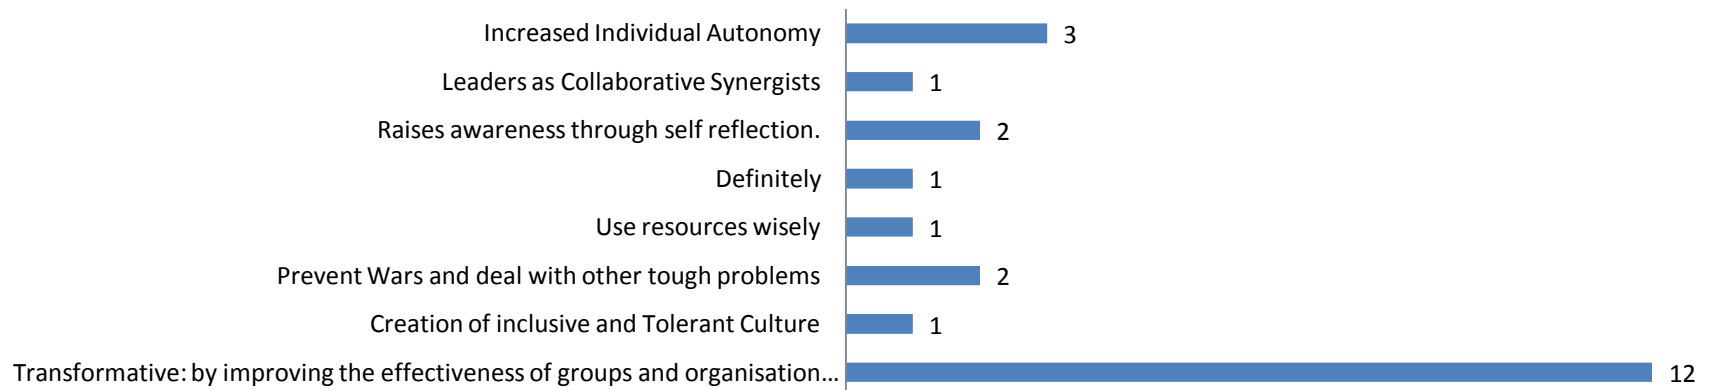 Increased Individual Autonomy 3
Leaders as Collaborative Synergists 1
Raises awareness through self reflection. 2
Definitely 1
Use resources wisely 1
Prevent Wars and deal with other tough problems 2
Creation of inclusive and Tolerant Culture 1
Transformative: by improving the effectiveness of groups and organisation… 12